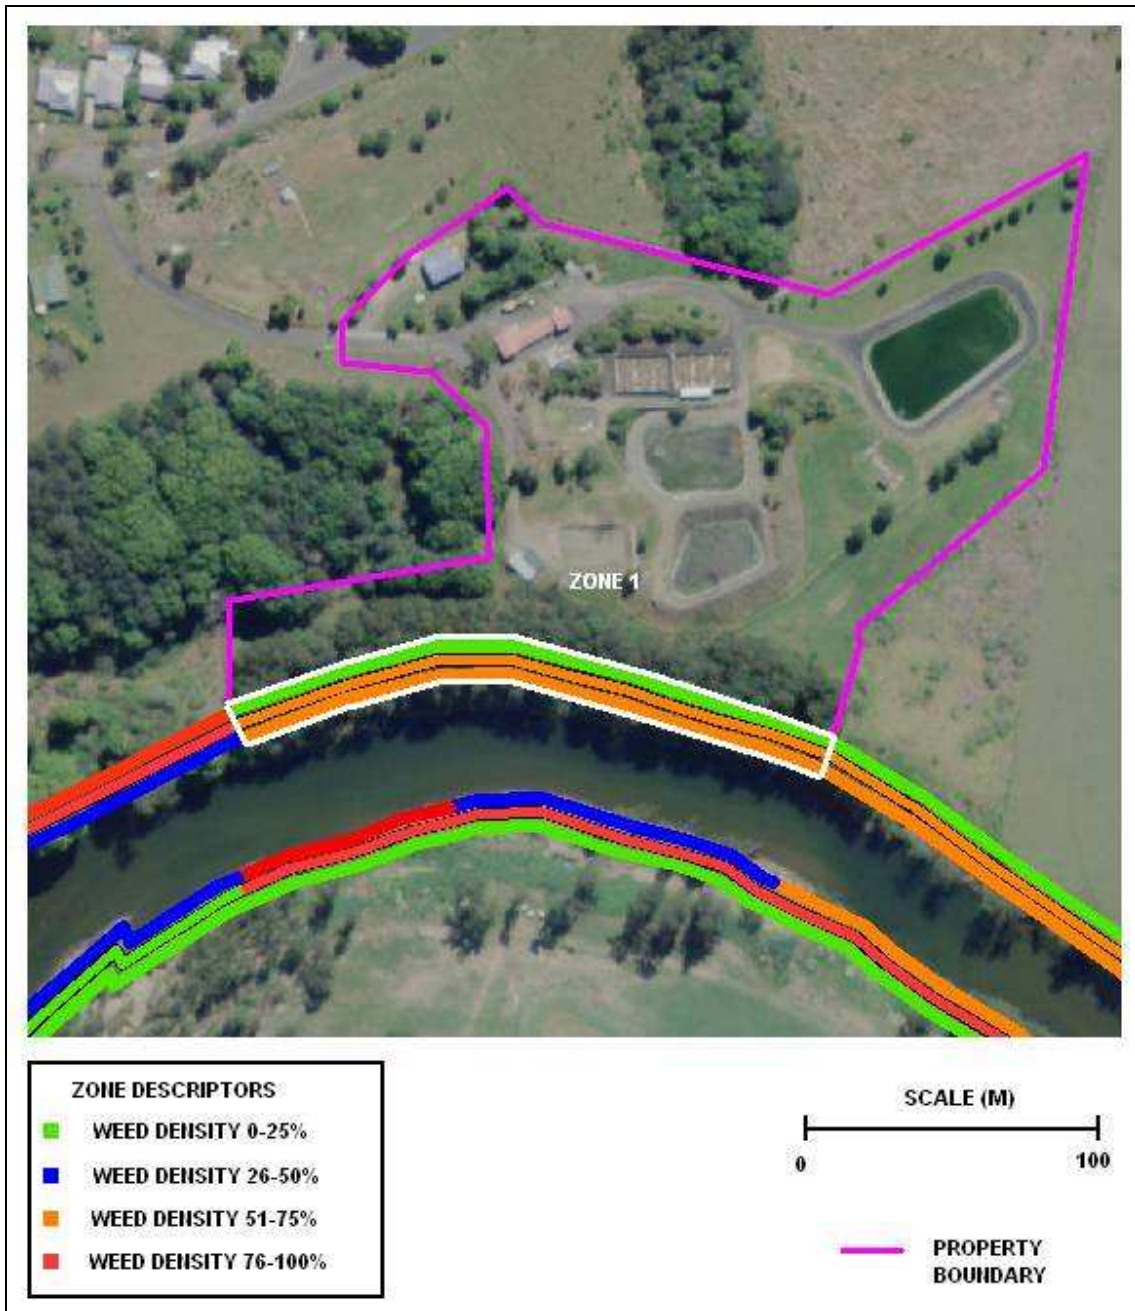 ZONE 1
ZONE DESCRIPTORS
WEED DENSITY 0-25%
WEED DENSITY 26-50%
WEED DENSITY 51-75%
WEED DENSITY 76-100%
SCALE (M)
0 100
PROPERTY
BOUNDARY